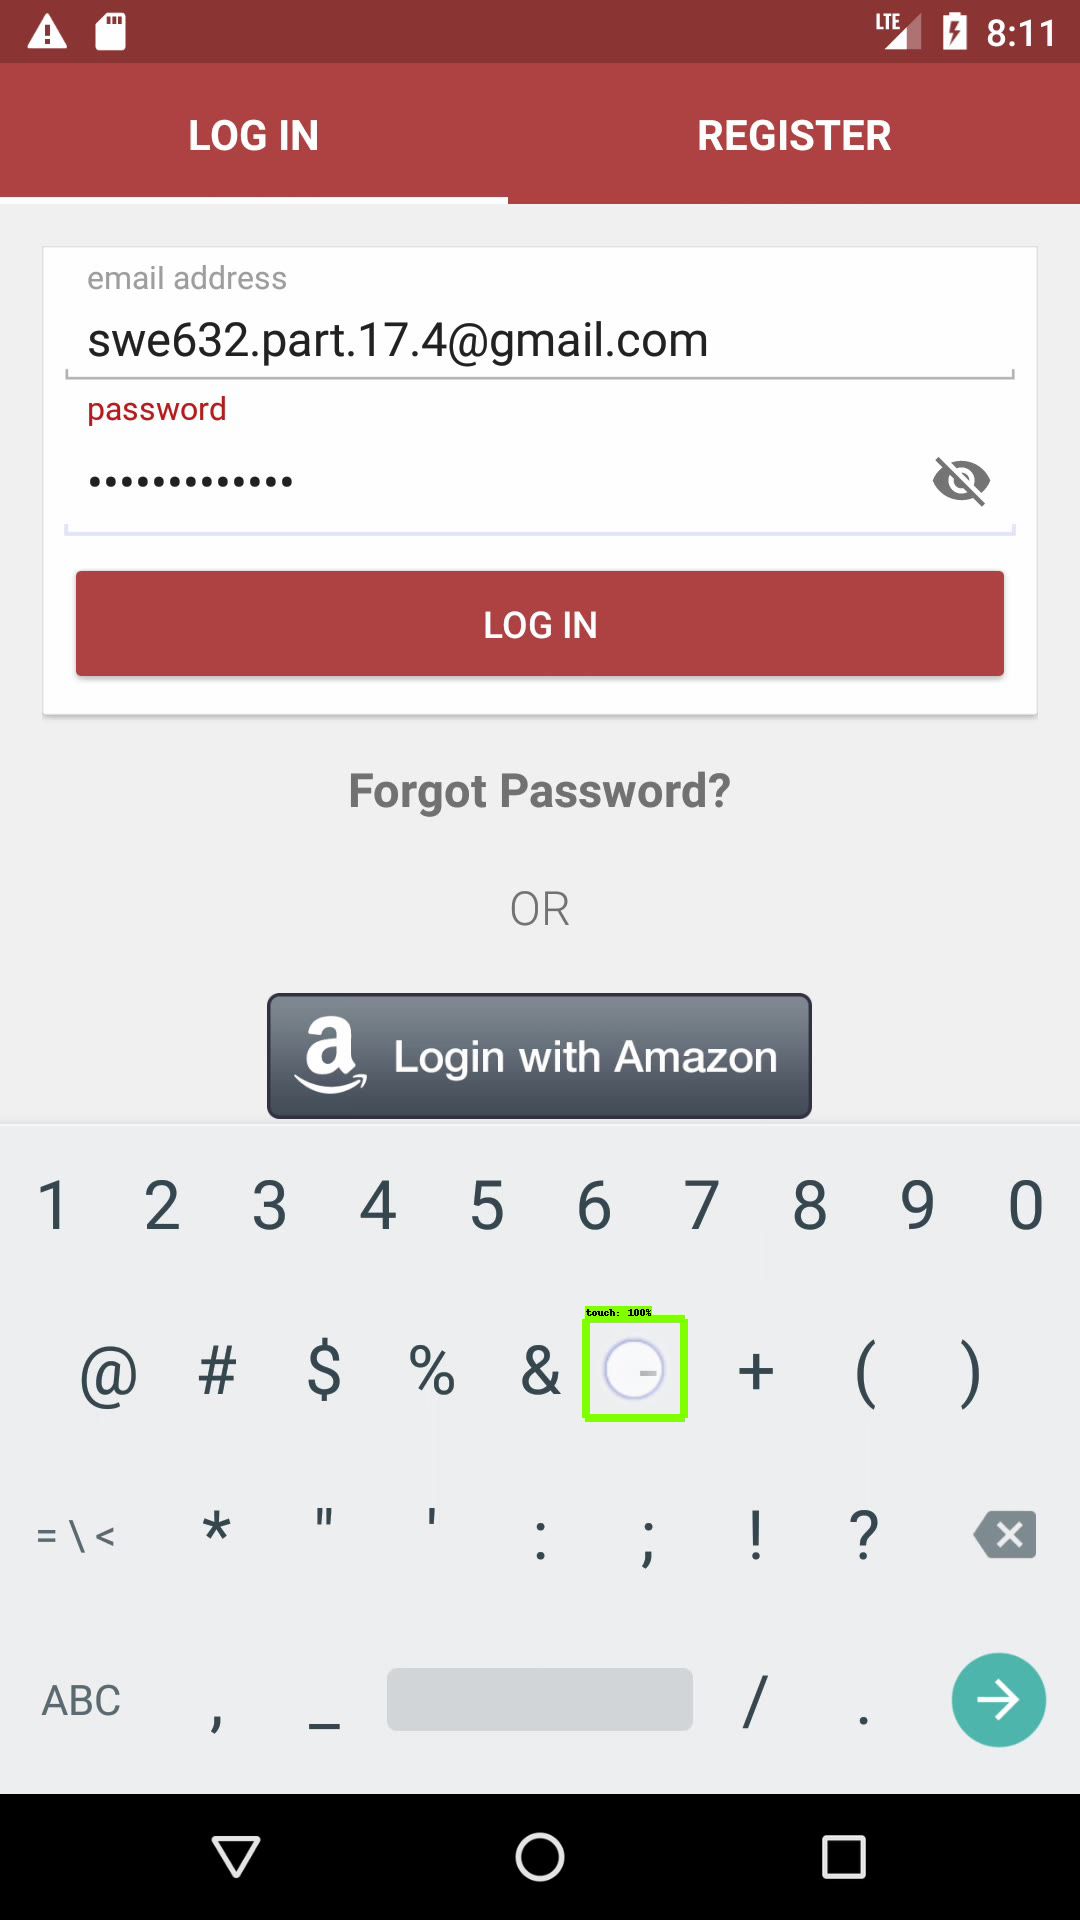 LTE 8:11
LOG IN REGISTER
email address
swe632.part.17.4@gmail.com
password
•••••••••••••
LOG IN
Forgot Password?
OR
a Login with Amazon
1 2 3 4 5 6 7 8 9 0
touch: 100%
@ # $ % & - + ( )
= \ < * " ' : ; ! ?
ABC , _ / .